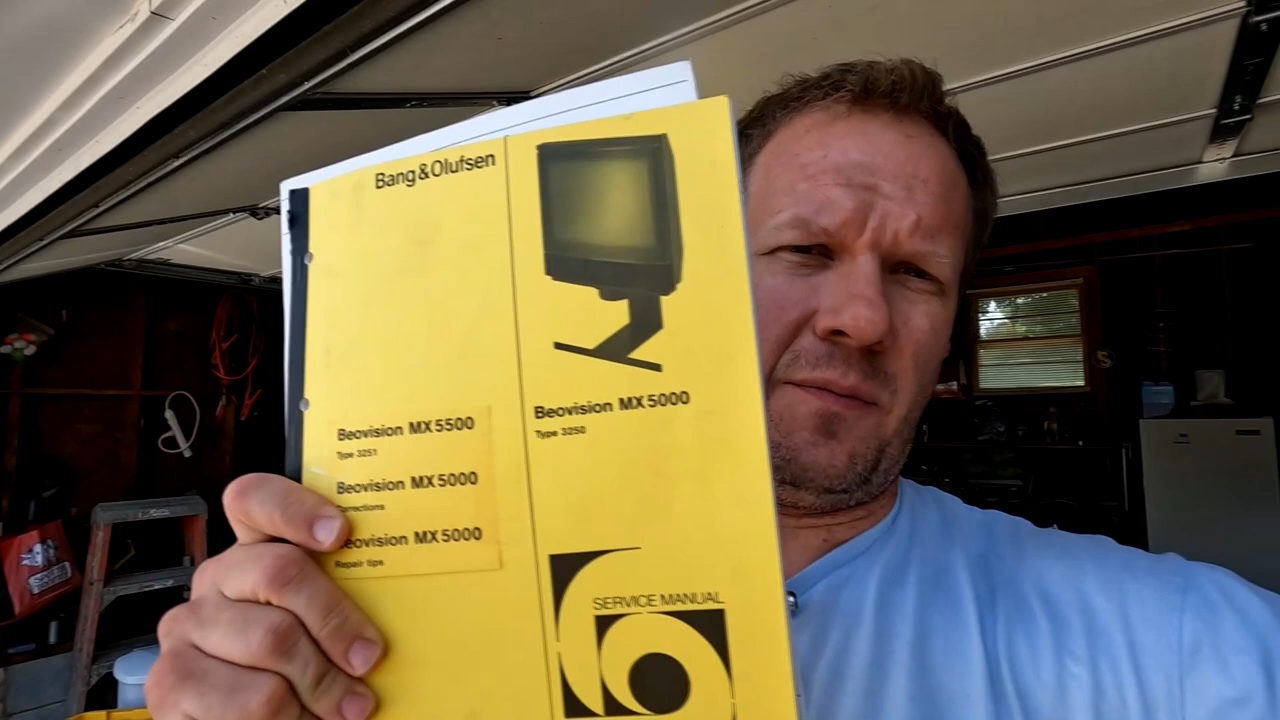 Bang & Olufsen
Beovision MX 5500
Type 3251
Beovision MX 5000
Corrections
Beovision MX 5000
Repair tips
Beovision MX 5000
Type 3250
SERVICE MANUAL